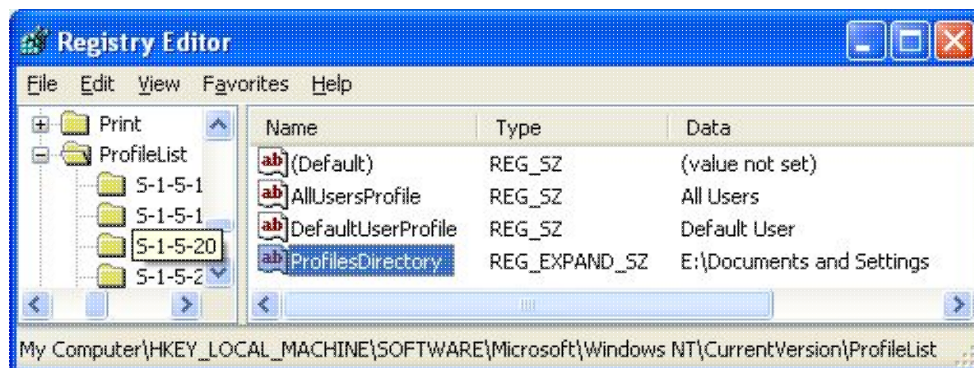 Registry Editor
File Edit View Favorites Help
Print
ProfileList
S-1-5-1
S-1-5-1
S-1-5-20
S-1-5-2
Name Type Data
(Default) REG_SZ (value not set)
AllUsersProfile REG_SZ All Users
DefaultUserProfile REG_SZ Default User
ProfilesDirectory REG_EXPAND_SZ E:\Documents and Settings
My Computer\HKEY_LOCAL_MACHINE\SOFTWARE\Microsoft\Windows NT\CurrentVersion\ProfileList